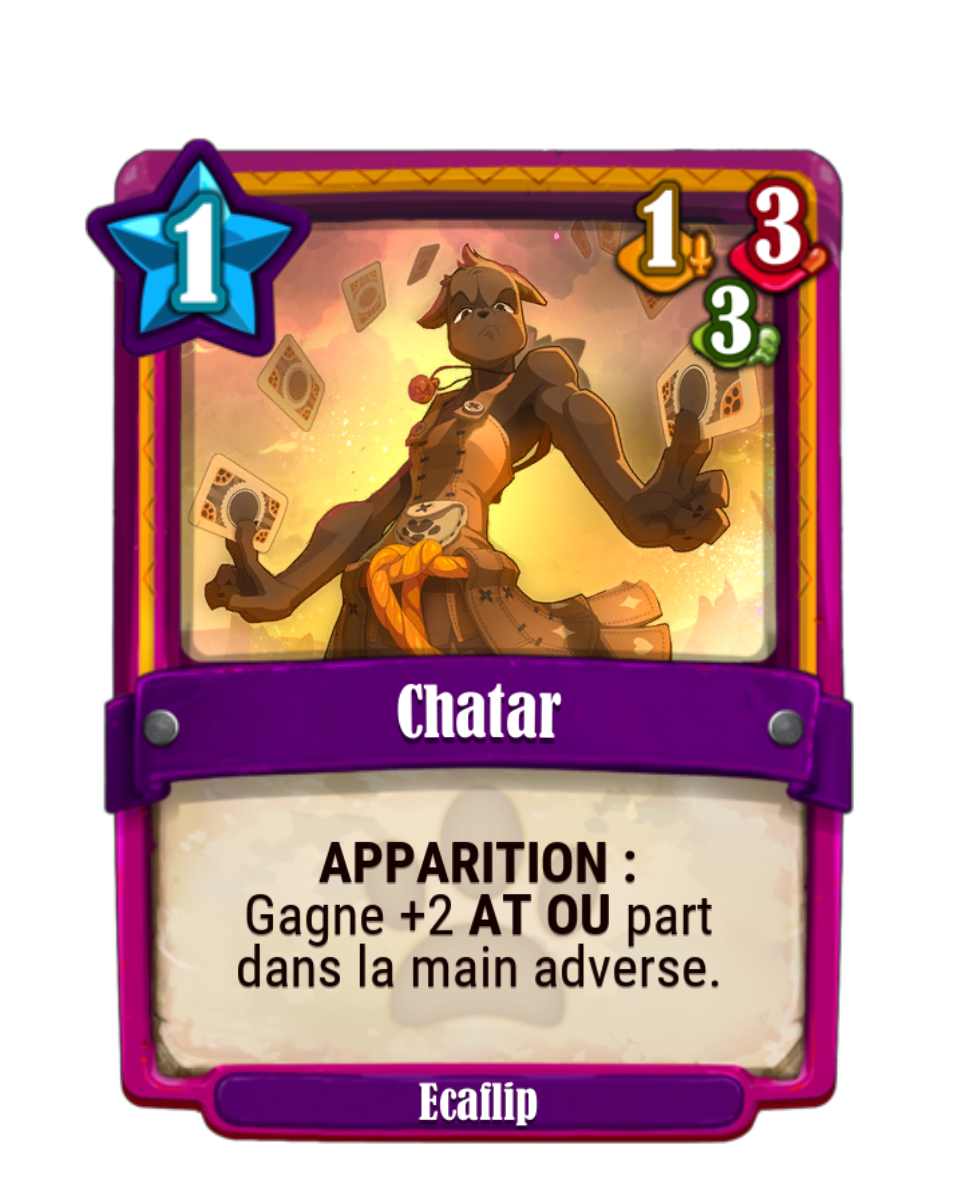 1
1 3
3
Chatar
APPARITION :
Gagne +2 AT OU part
dans la main adverse.
Ecaflip